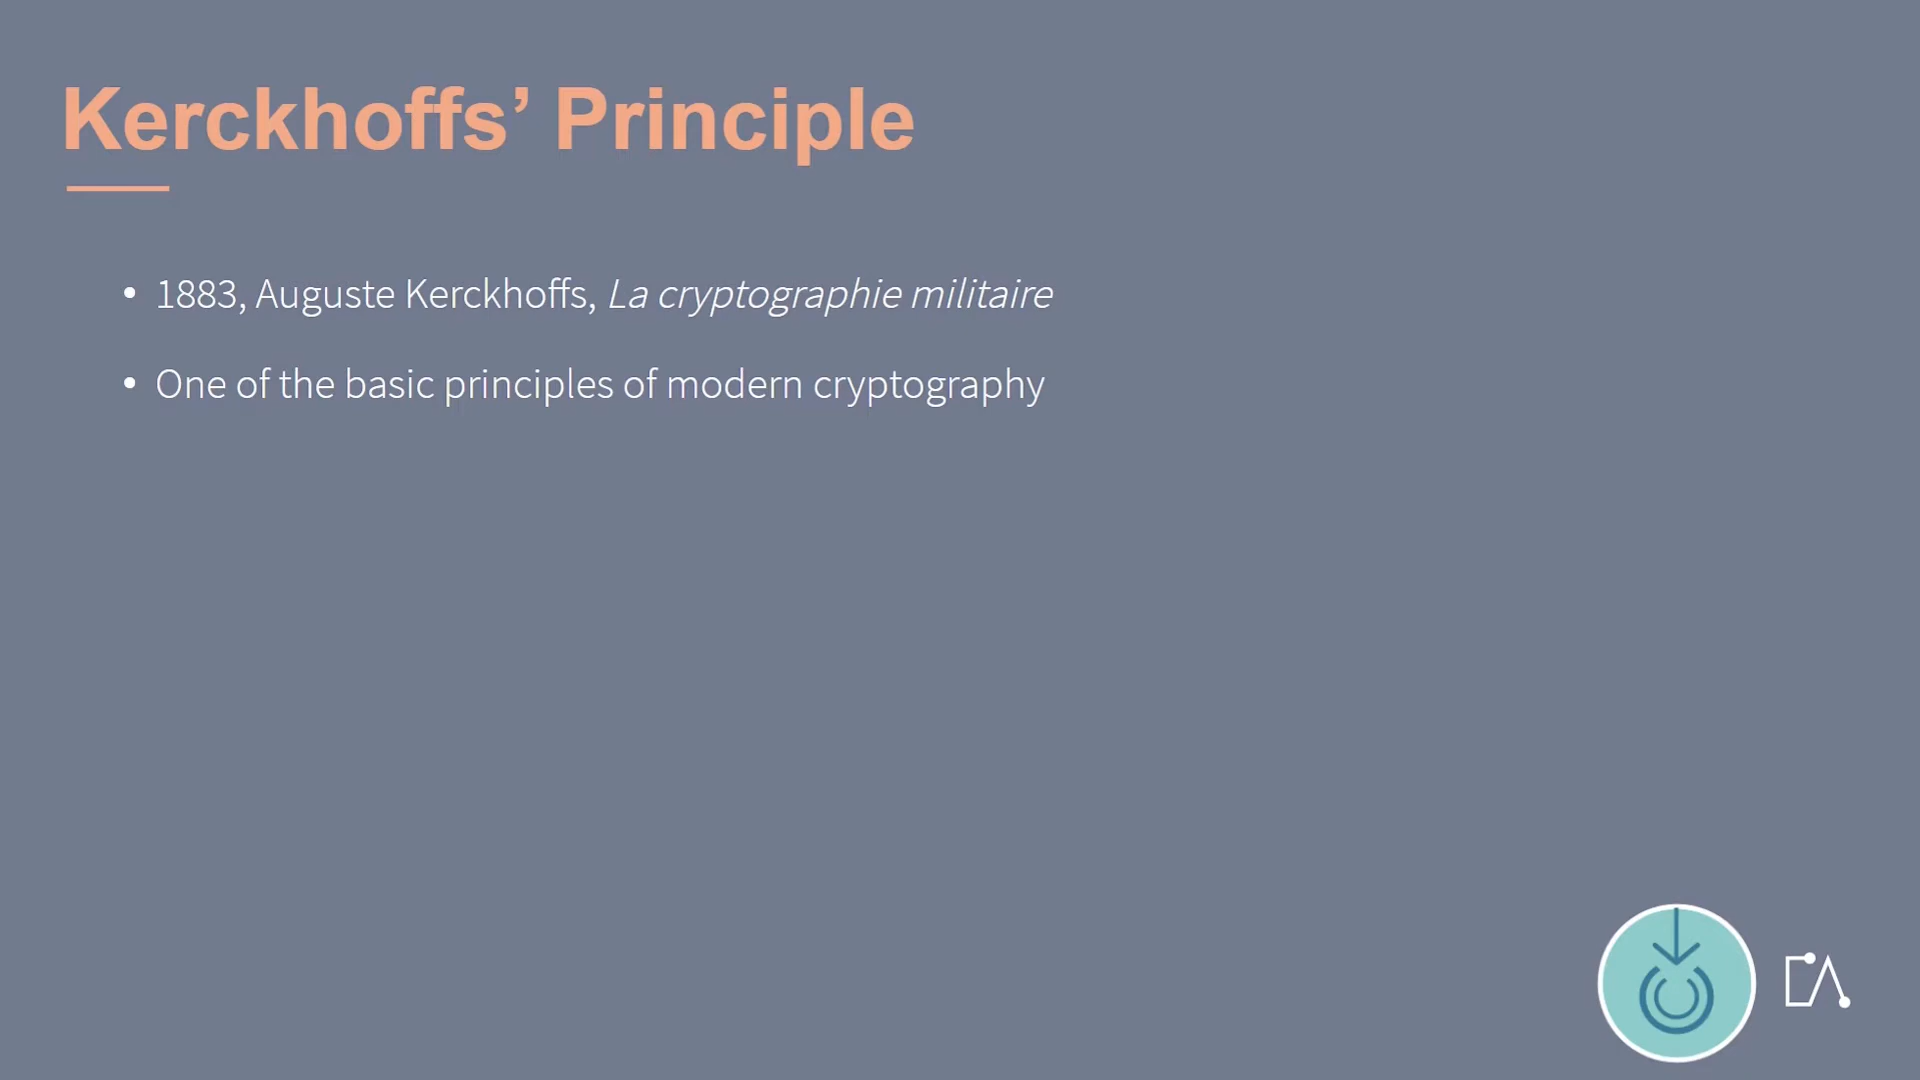 Kerckhoffs’ Principle
• 1883, Auguste Kerckhoffs, La cryptographie militaire
• One of the basic principles of modern cryptography